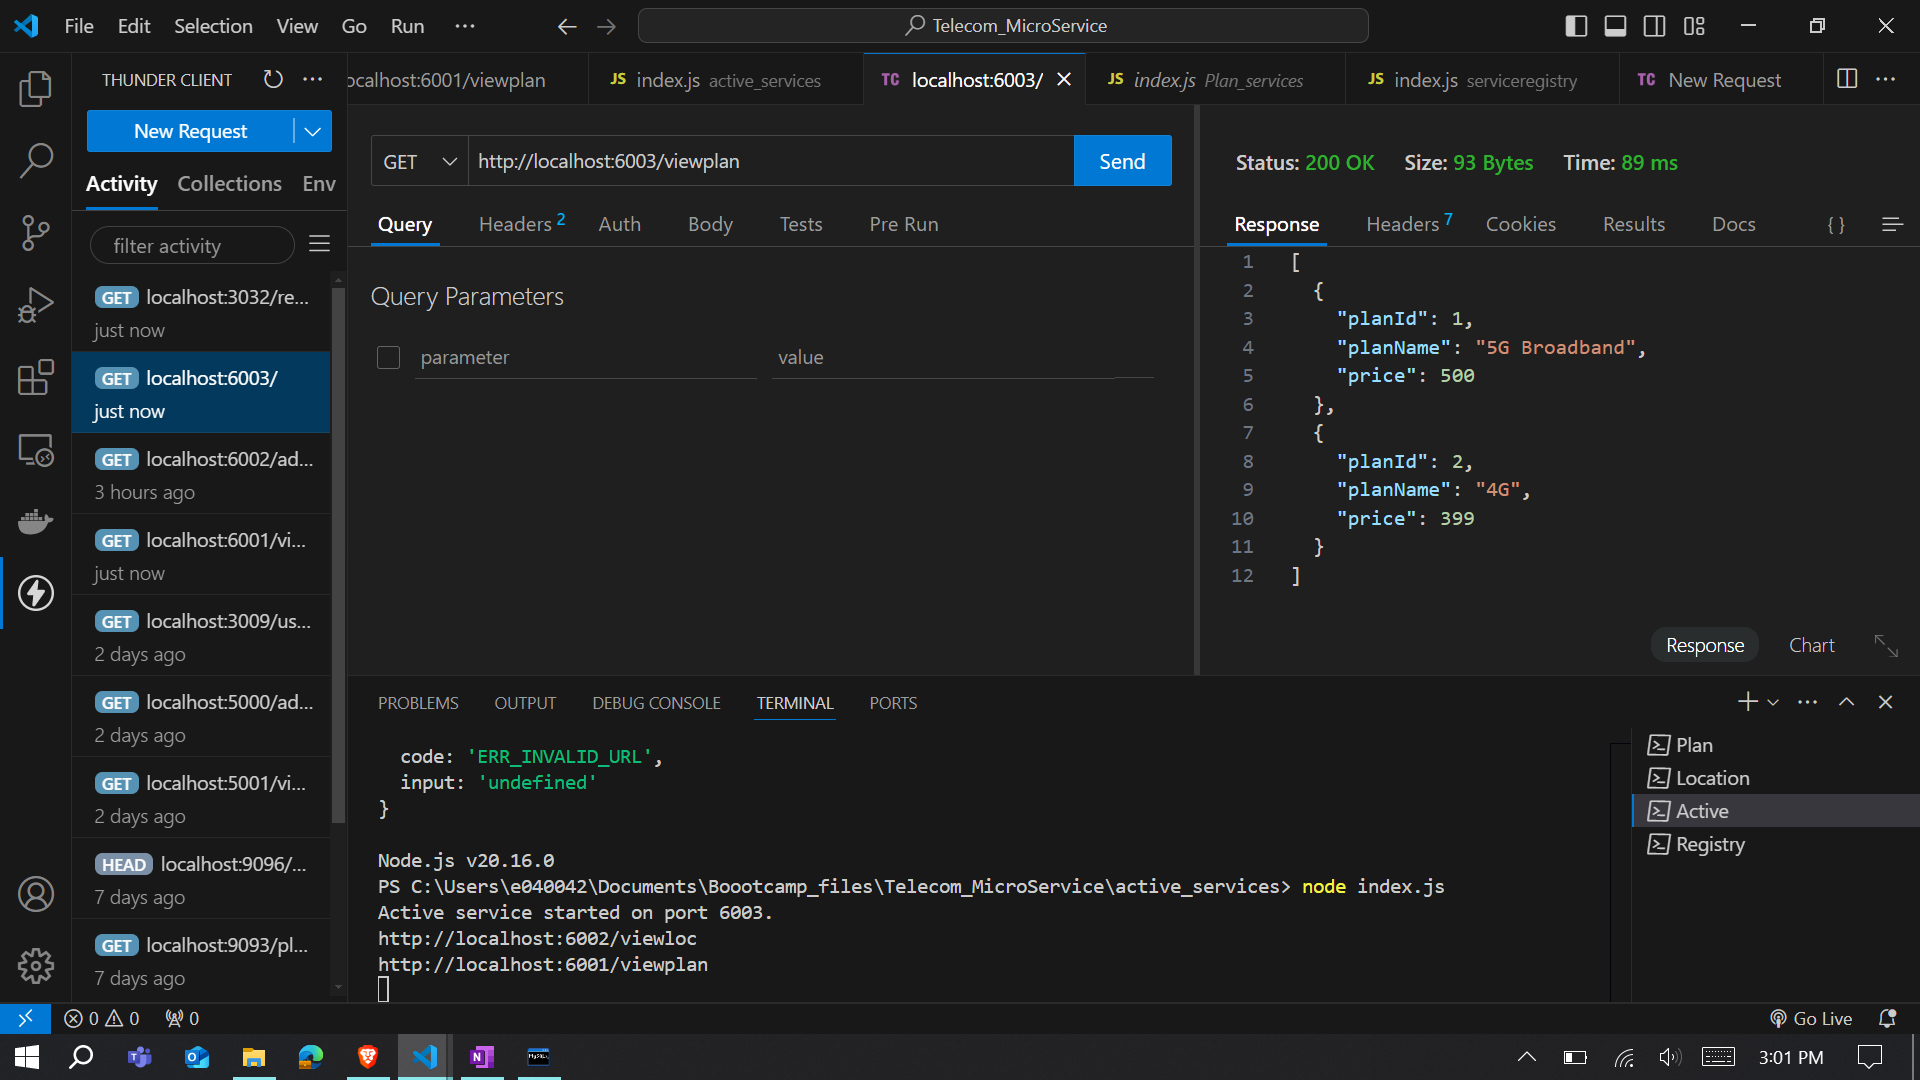 File Edit Selection View Go Run ···
Telecom_MicroService
THUNDER CLIENT
ocalhost:6001/viewplan
JS index.js active_services
TC localhost:6003/
JS index.js Plan_services
JS index.js serviceregistry
TC New Request
New Request
Activity Collections Env
filter activity
GET localhost:3032/re...
just now
GET localhost:6003/
just now
GET localhost:6002/ad...
3 hours ago
GET localhost:6001/vi...
just now
GET localhost:3009/us...
2 days ago
GET localhost:5000/ad...
2 days ago
GET localhost:5001/vi...
2 days ago
HEAD localhost:9096/...
7 days ago
GET localhost:9093/pl...
7 days ago
GET http://localhost:6003/viewplan Send
Query Headers 2 Auth Body Tests Pre Run
Query Parameters
parameter value
Status: 200 OK Size: 93 Bytes Time: 89 ms
Response Headers 7 Cookies Results Docs { }
1 [
2 {
3 "planId": 1,
4 "planName": "5G Broadband",
5 "price": 500
6 },
7 {
8 "planId": 2,
9 "planName": "4G",
10 "price": 399
11 }
12 ]
Response Chart
PROBLEMS OUTPUT DEBUG CONSOLE TERMINAL PORTS
code: 'ERR_INVALID_URL',
input: 'undefined'
}
Node.js v20.16.0
PS C:\Users\e040042\Documents\Boootcamp_files\Telecom_MicroService\active_services> node index.js
Active service started on port 6003.
http://localhost:6002/viewloc
http://localhost:6001/viewplan
Plan
Location
Active
Registry
0 0 0
Go Live
3:01 PM